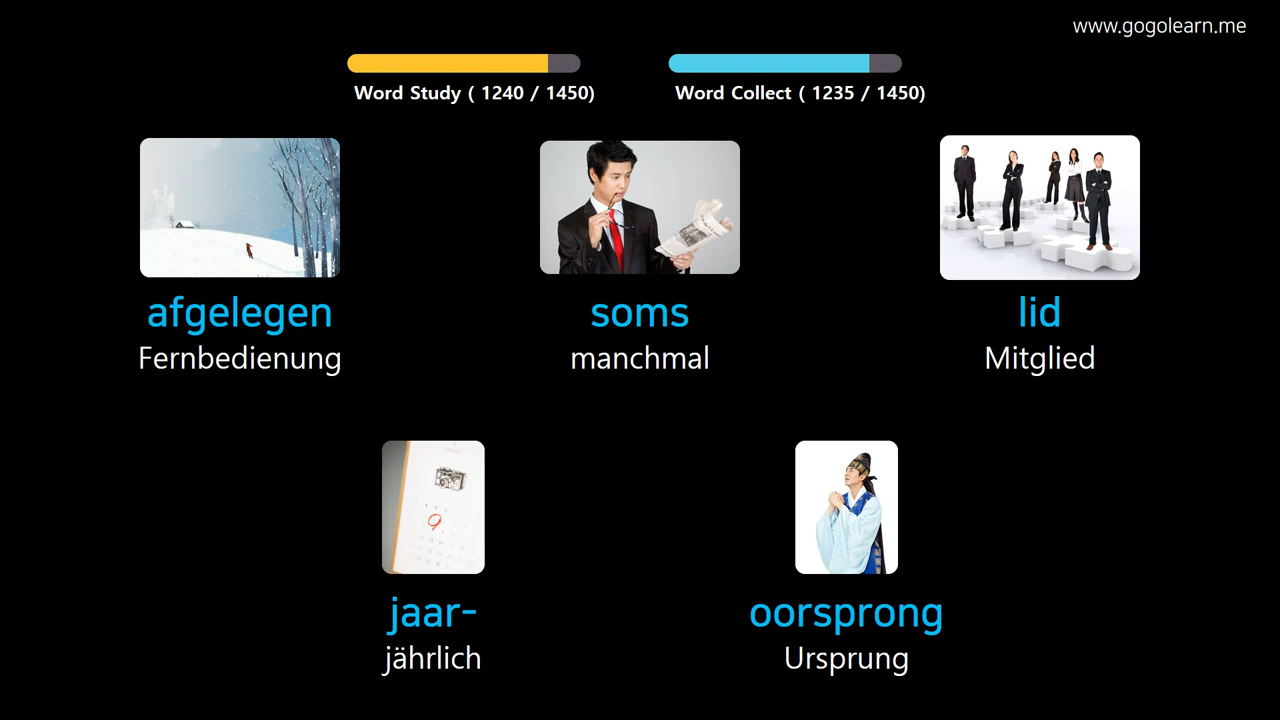 www.gogolearn.me
Word Study ( 1240 / 1450)
Word Collect ( 1235 / 1450)
afgelegen
Fernbedienung
soms
manchmal
lid
Mitglied
jaar-
jährlich
oorsprong
Ursprung